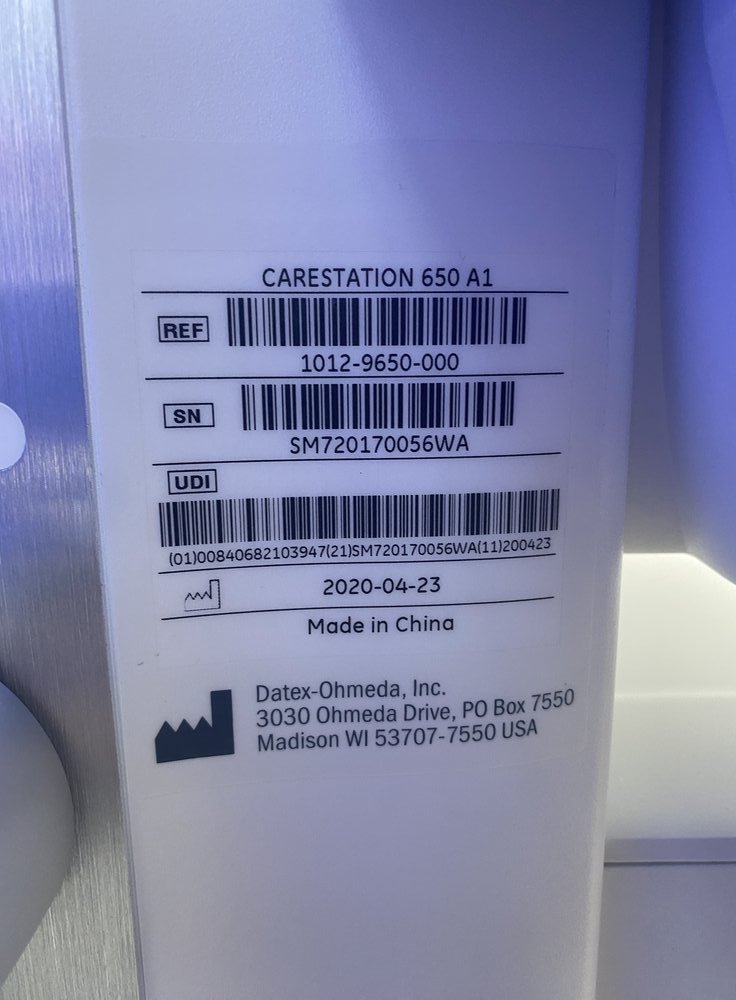 CARESTATION 650 A1
REF
1012-9650-000
SN
SM720170056WA
UDI
(01)00840682103947(21)SM720170056WA(11)200423
2020-04-23
Made in China
Datex-Ohmeda, Inc.
3030 Ohmeda Drive, PO Box 7550
Madison WI 53707-7550 USA